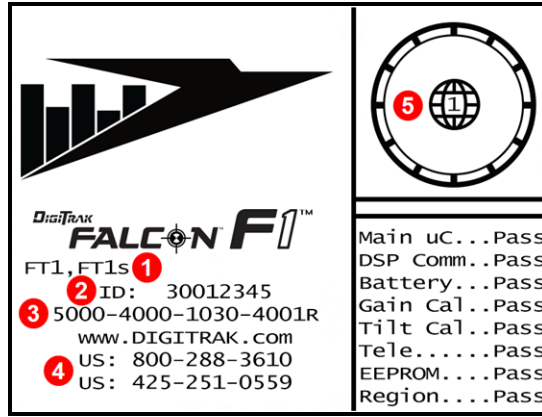 DIGITRAK
FALCON F1™
FT1,FT1s 1
2 ID: 30012345
3 5000-4000-1030-4001R
www.DIGITRAK.com
4 US: 800-288-3610
US: 425-251-0559
5 1
Main uC...Pass
DSP Comm..Pass
Battery...Pass
Gain Cal..Pass
Tilt Cal..Pass
Tele......Pass
EEPROM....Pass
Region....Pass